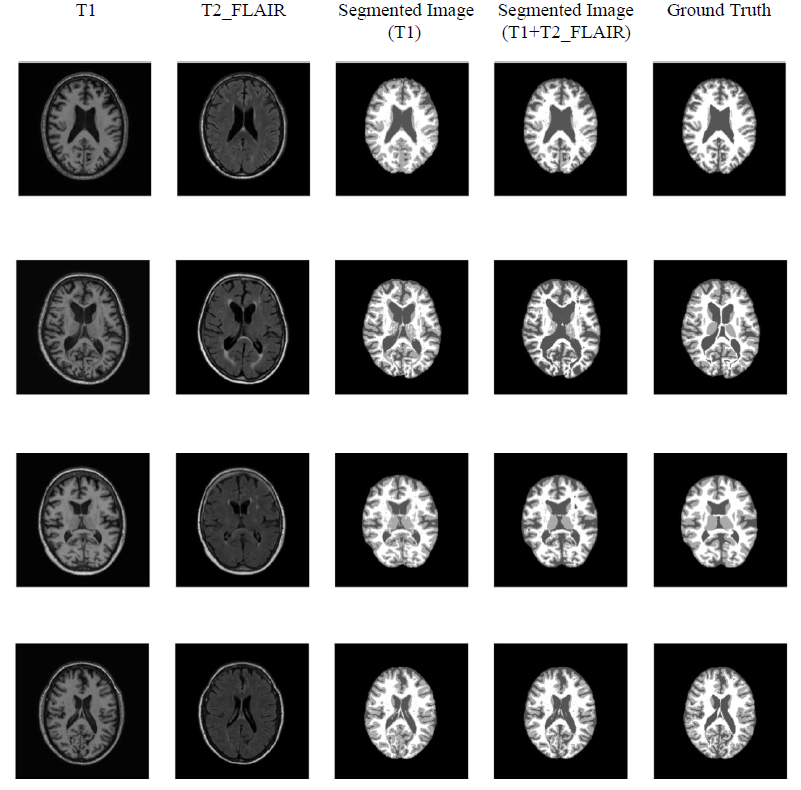 T1 T2_FLAIR Segmented Image Segmented Image Ground Truth
(T1) (T1+T2_FLAIR)